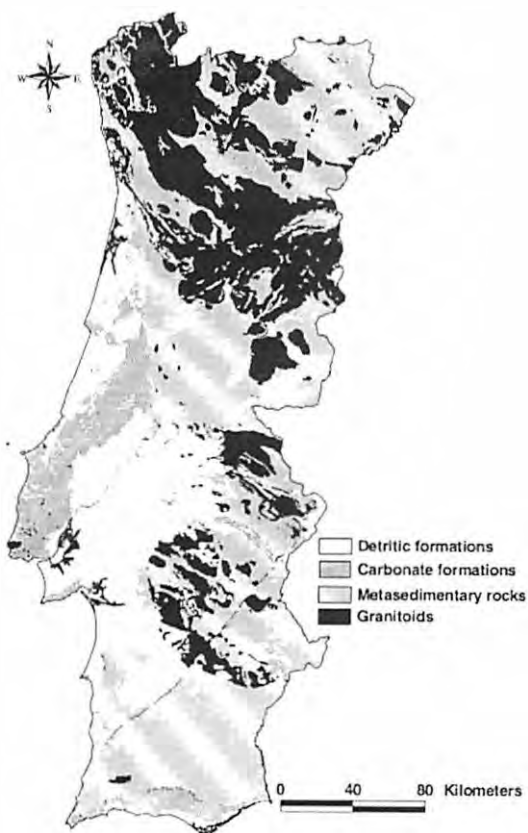 N
W E
S
Detritic formations
Carbonate formations
Metasedimentary rocks
Granitoids
0 40 80 Kilometers